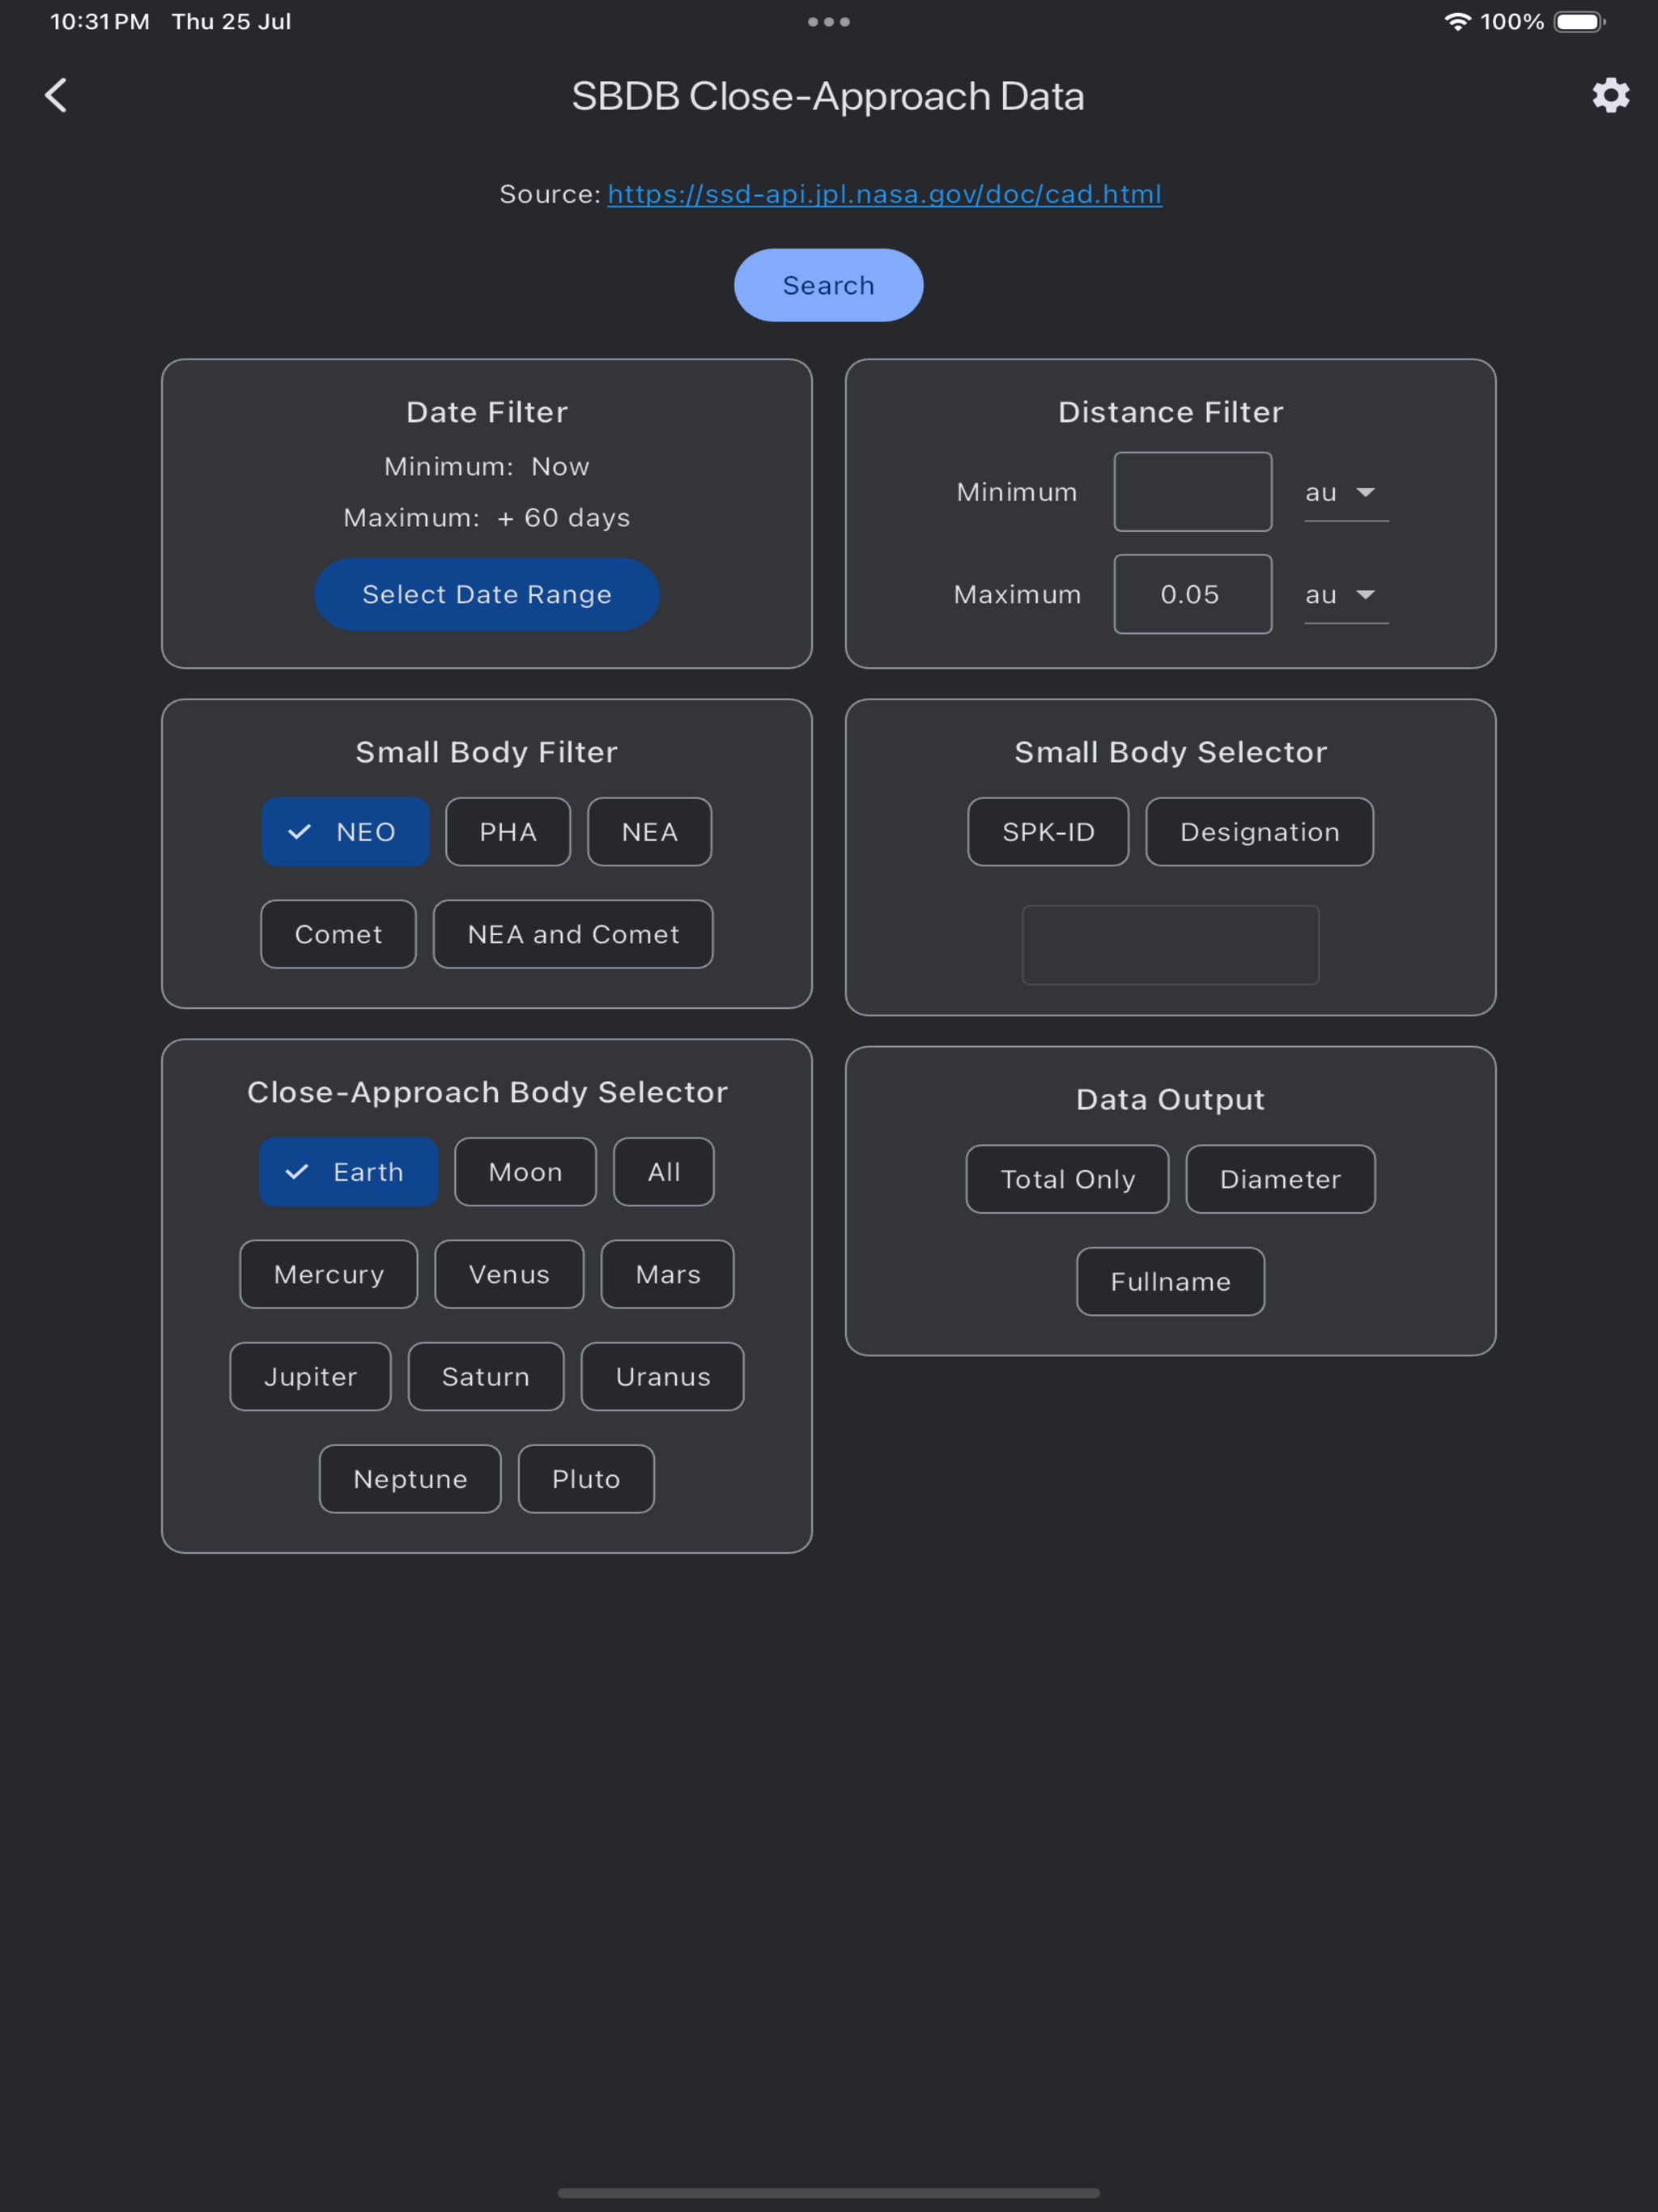 10:31 PM Thu 25 Jul
100%
SBDB Close-Approach Data
Source: https://ssd-api.jpl.nasa.gov/doc/cad.html
Search
Date Filter
Minimum: Now
Maximum: + 60 days
Select Date Range
Distance Filter
Minimum au
Maximum 0.05 au
Small Body Filter
NEO PHA NEA
Comet NEA and Comet
Small Body Selector
SPK-ID Designation
Close-Approach Body Selector
Earth Moon All
Mercury Venus Mars
Jupiter Saturn Uranus
Neptune Pluto
Data Output
Total Only Diameter
Fullname